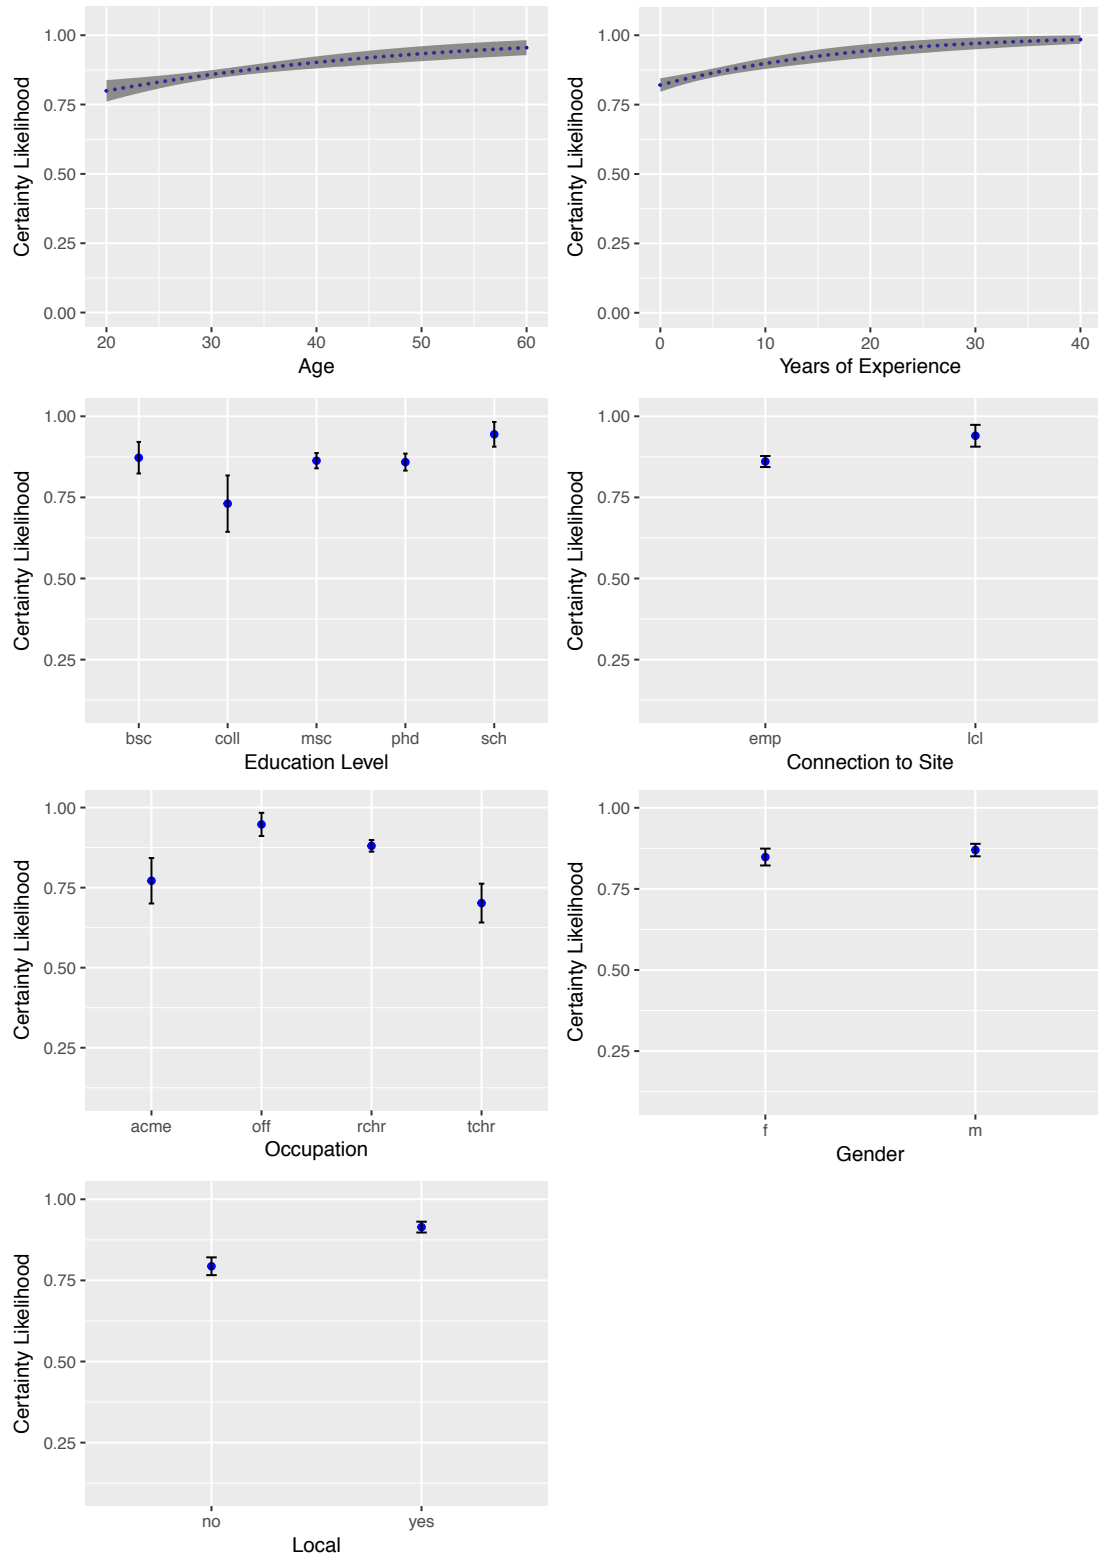 Certainty Likelihood
1.00
0.75
0.50
0.25
0.00
20 30 40 50 60
Age
Certainty Likelihood
1.00
0.75
0.50
0.25
0.00
0 10 20 30 40
Years of Experience
Certainty Likelihood
1.00
0.75
0.50
0.25
bsc coll msc phd sch
Education Level
Certainty Likelihood
1.00
0.75
0.50
0.25
emp lcl
Connection to Site
Certainty Likelihood
1.00
0.75
0.50
0.25
acme off rchr tchr
Occupation
Certainty Likelihood
1.00
0.75
0.50
0.25
f m
Gender
Certainty Likelihood
1.00
0.75
0.50
0.25
no yes
Local